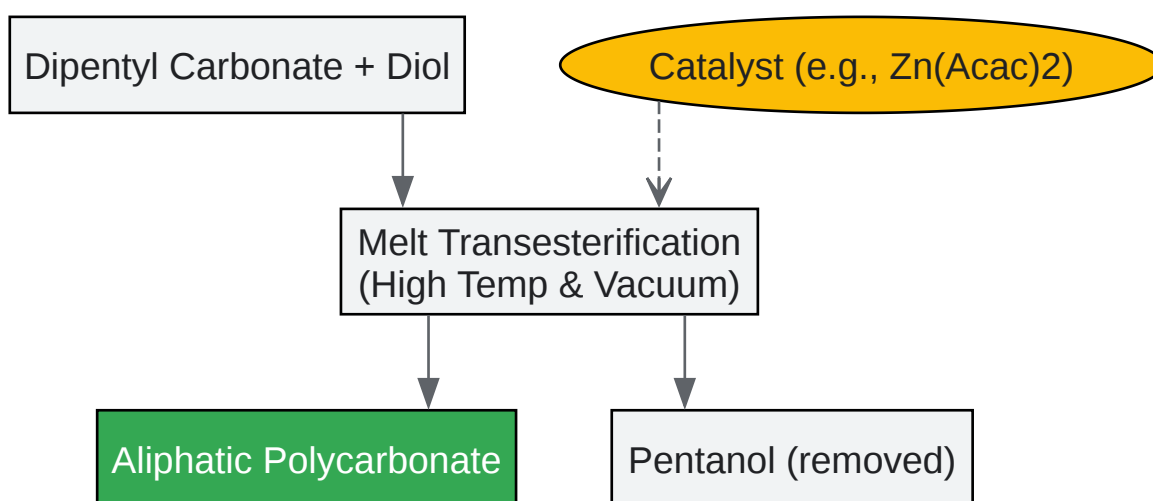 Dipentyl Carbonate + Diol
Catalyst (e.g., Zn(Acac)2)
Melt Transesterification
(High Temp & Vacuum)
Aliphatic Polycarbonate
Pentanol (removed)